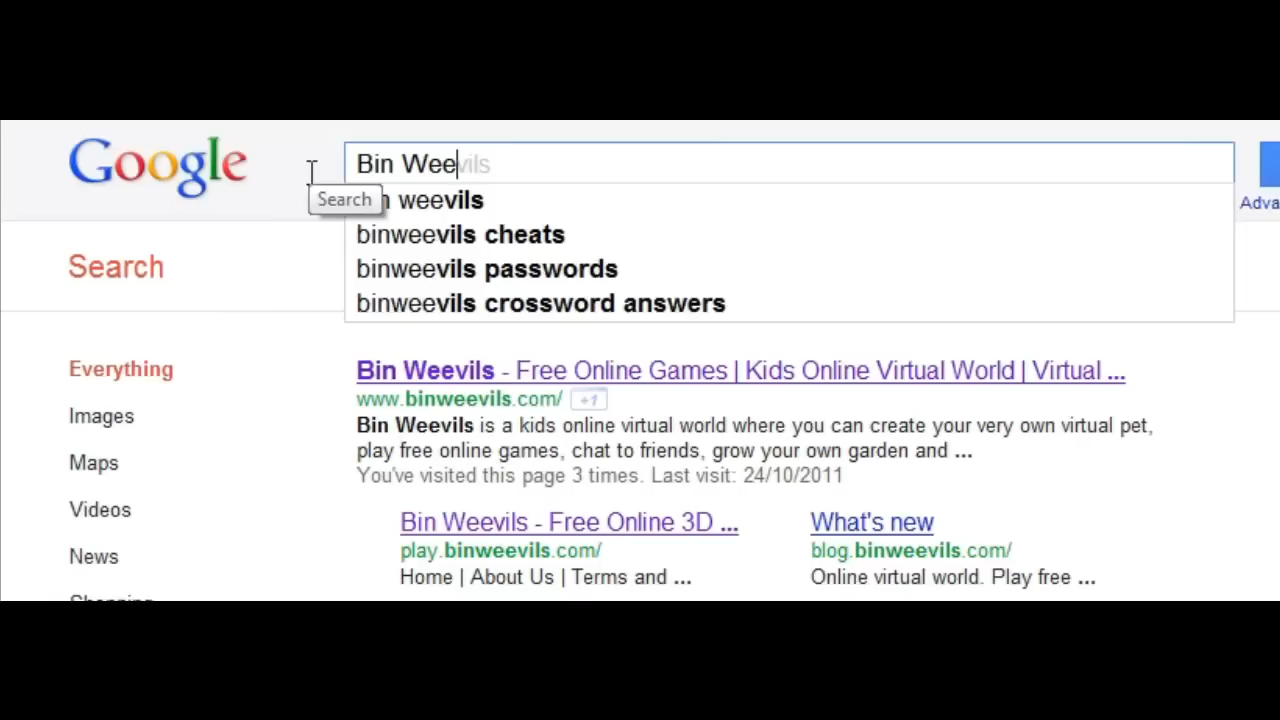 Google
Bin Weevils
Adva
Search
n weevils
binweevils cheats
binweevils passwords
binweevils crossword answers
Search
Everything
Images
Maps
Videos
News
Shopping
Bin Weevils - Free Online Games | Kids Online Virtual World | Virtual ...
www.binweevils.com/ +1
Bin Weevils is a kids online virtual world where you can create your very own virtual pet,
play free online games, chat to friends, grow your own garden and ...
You've visited this page 3 times. Last visit: 24/10/2011
Bin Weevils - Free Online 3D ...
play.binweevils.com/
Home | About Us | Terms and ...
What's new
blog.binweevils.com/
Online virtual world. Play free ...